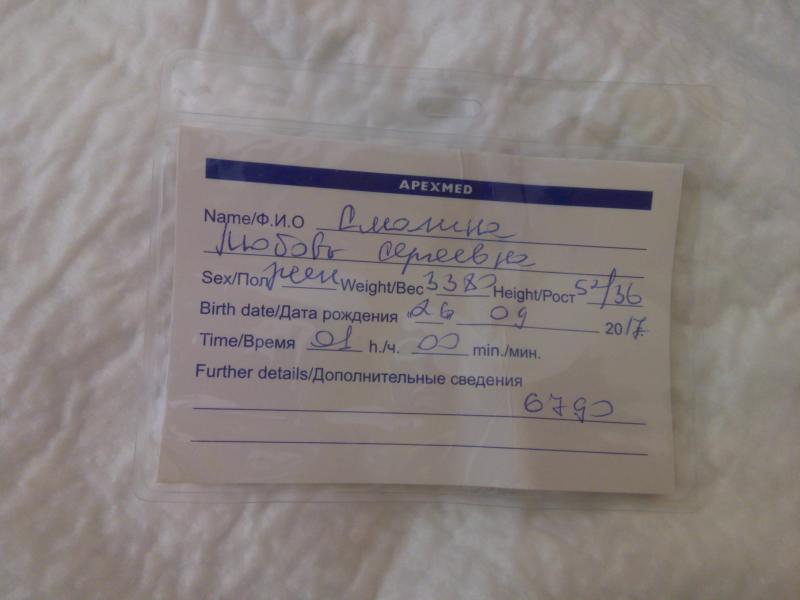 APEXMED
Name/Ф.И.О Смолина
Любовь Сергеевна
Sex/Пол жен Weight/Вес 3380 Height/Рост 52/36
Birth date/Дата рождения 26 09 2017.
Time/Время 01 h./ч. 00 min./мин.
Further details/Дополнительные сведения
6790